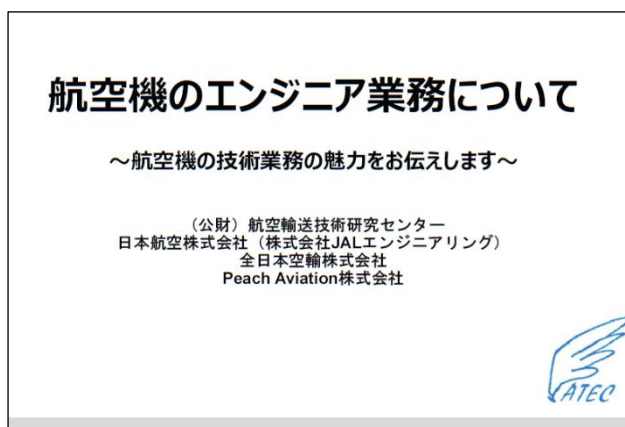 航空機のエンジニア業務について
～航空機の技術業務の魅力をお伝えします～
（公財）航空輸送技術研究センター
日本航空株式会社（株式会社JALエンジニアリング）
全日本空輸株式会社
Peach Aviation株式会社
ATEC